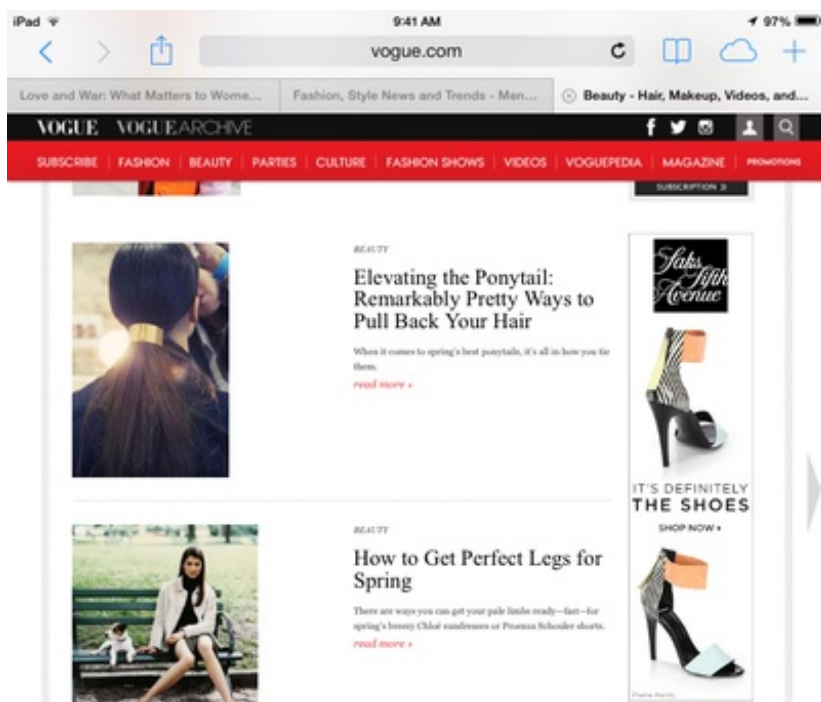 iPad
9:41 AM
97%
vogue.com
Love and War: What Matters to Wome...
Fashion, Style News and Trends - Men...
Beauty - Hair, Makeup, Videos, and...
VOGUE VOGUEARCHIVE
SUBSCRIBE FASHION BEAUTY PARTIES CULTURE FASHION SHOWS VIDEOS VOGUEPEDIA MAGAZINE PROMOTIONS
SUBSCRIPTION
BEAUTY
Elevating the Ponytail:
Remarkably Pretty Ways to
Pull Back Your Hair
When it comes to spring's best ponytails, it's all in how you tie
them.
read more »
BEAUTY
How to Get Perfect Legs for
Spring
There are ways you can get your pale limbs ready—fast—for
spring's breezy Chloé sundresses or Proenza Schouler shorts.
read more »
Saks
Fifth
Avenue
IT'S DEFINITELY
THE SHOES
SHOP NOW »